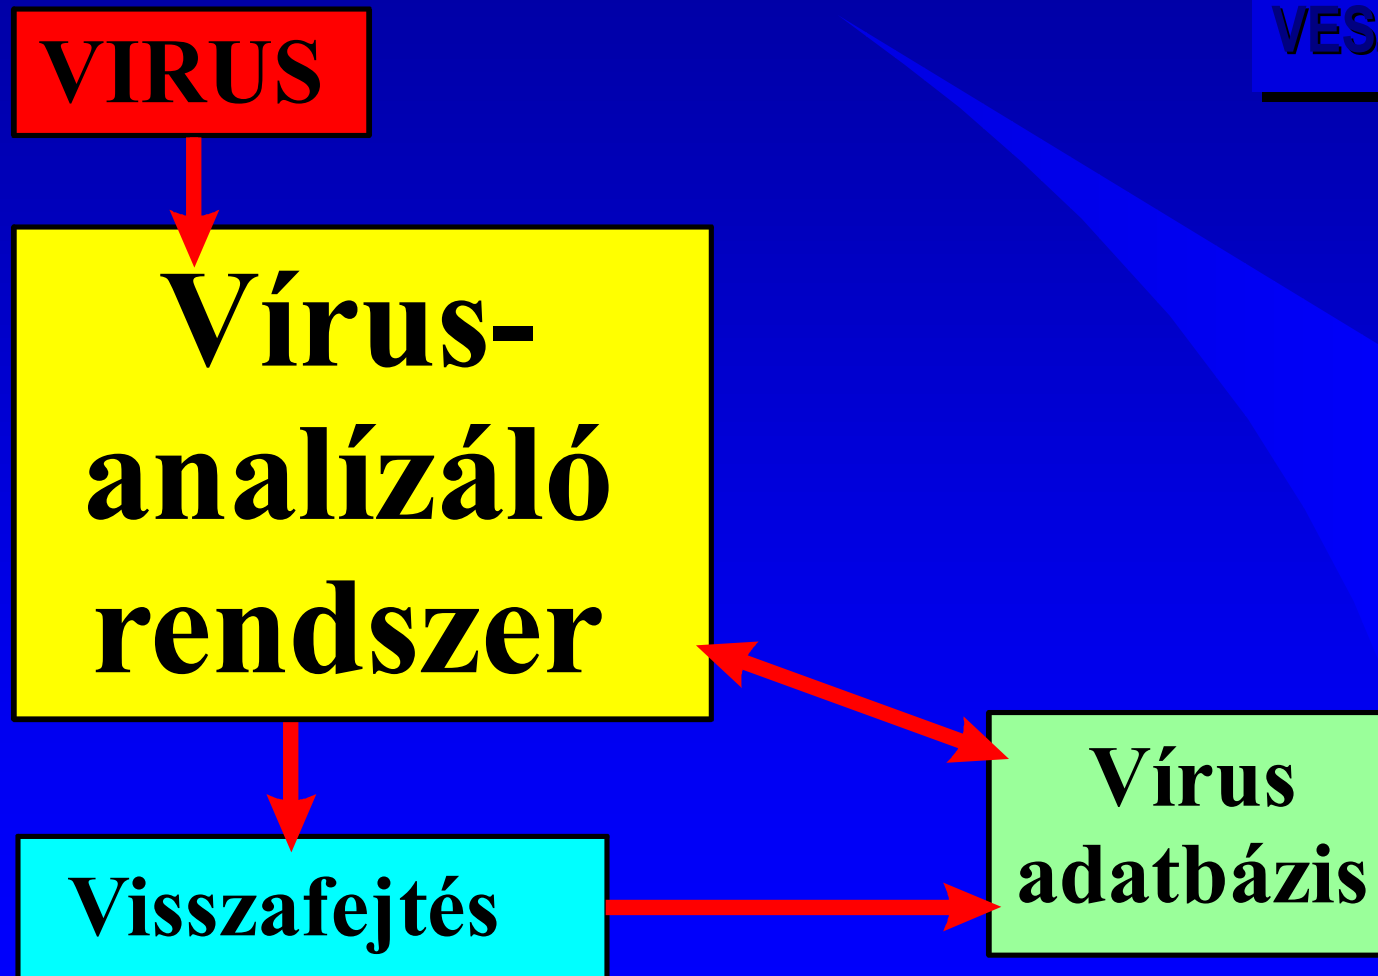 VIRUS
VES
Vírus-
analízáló
rendszer
Vírus
adatbázis
Visszafejtés